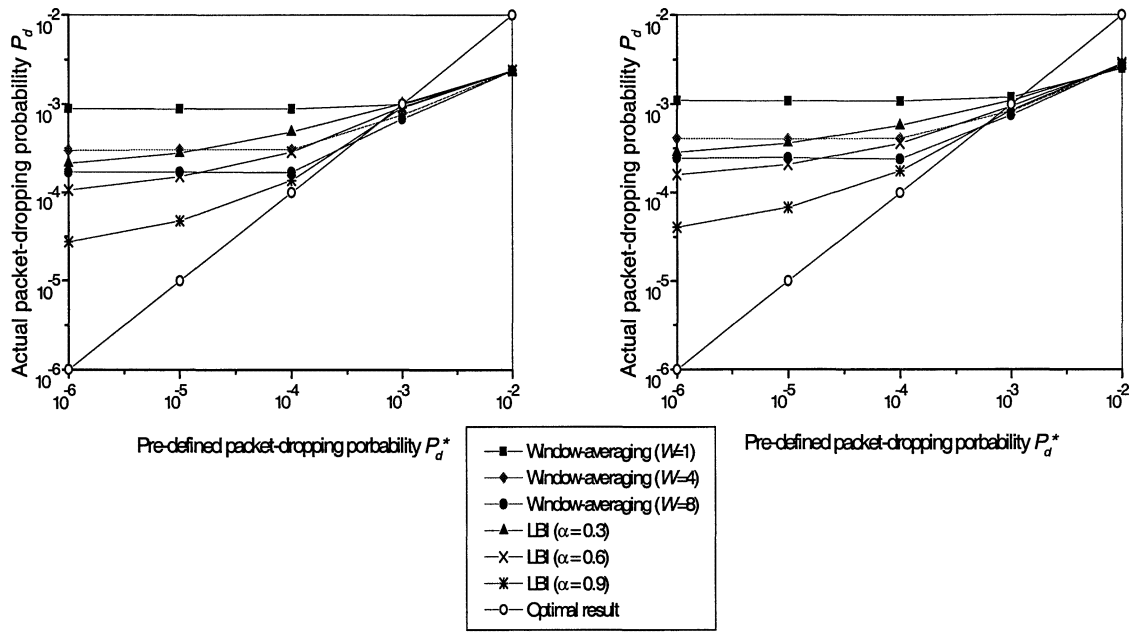 Actual packet-dropping probability P_d
10^-2
10^-3
10^-4
10^-5
10^-6
10^-6 10^-5 10^-4 10^-3 10^-2
Pre-defined packet-dropping porbability P_d^*
Actual packet-dropping probability P_d
10^-2
10^-3
10^-4
10^-5
10^-6
10^-6 10^-5 10^-4 10^-3 10^-2
Pre-defined packet-dropping porbability P_d^*
Window-averaging (W=1)
Window-averaging (W=4)
Window-averaging (W=8)
LBI (α = 0.3)
LBI (α = 0.6)
LBI (α = 0.9)
Optimal result